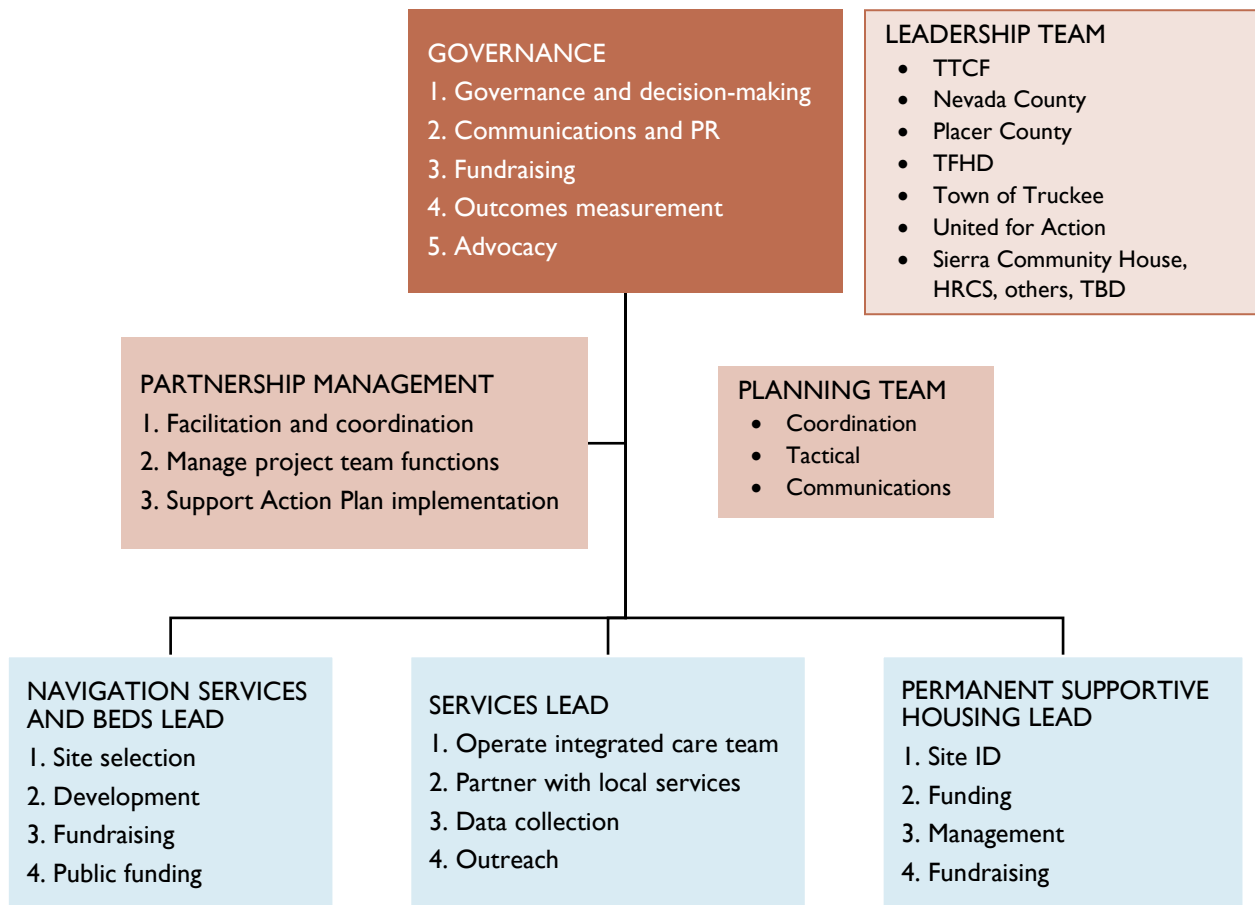 GOVERNANCE
1. Governance and decision-making
2. Communications and PR
3. Fundraising
4. Outcomes measurement
5. Advocacy
LEADERSHIP TEAM
• TTCF
• Nevada County
• Placer County
• TFHD
• Town of Truckee
• United for Action
• Sierra Community House,
HRCS, others, TBD
PARTNERSHIP MANAGEMENT
1. Facilitation and coordination
2. Manage project team functions
3. Support Action Plan implementation
PLANNING TEAM
• Coordination
• Tactical
• Communications
NAVIGATION SERVICES
AND BEDS LEAD
1. Site selection
2. Development
3. Fundraising
4. Public funding
SERVICES LEAD
1. Operate integrated care team
2. Partner with local services
3. Data collection
4. Outreach
PERMANENT SUPPORTIVE
HOUSING LEAD
1. Site ID
2. Funding
3. Management
4. Fundraising